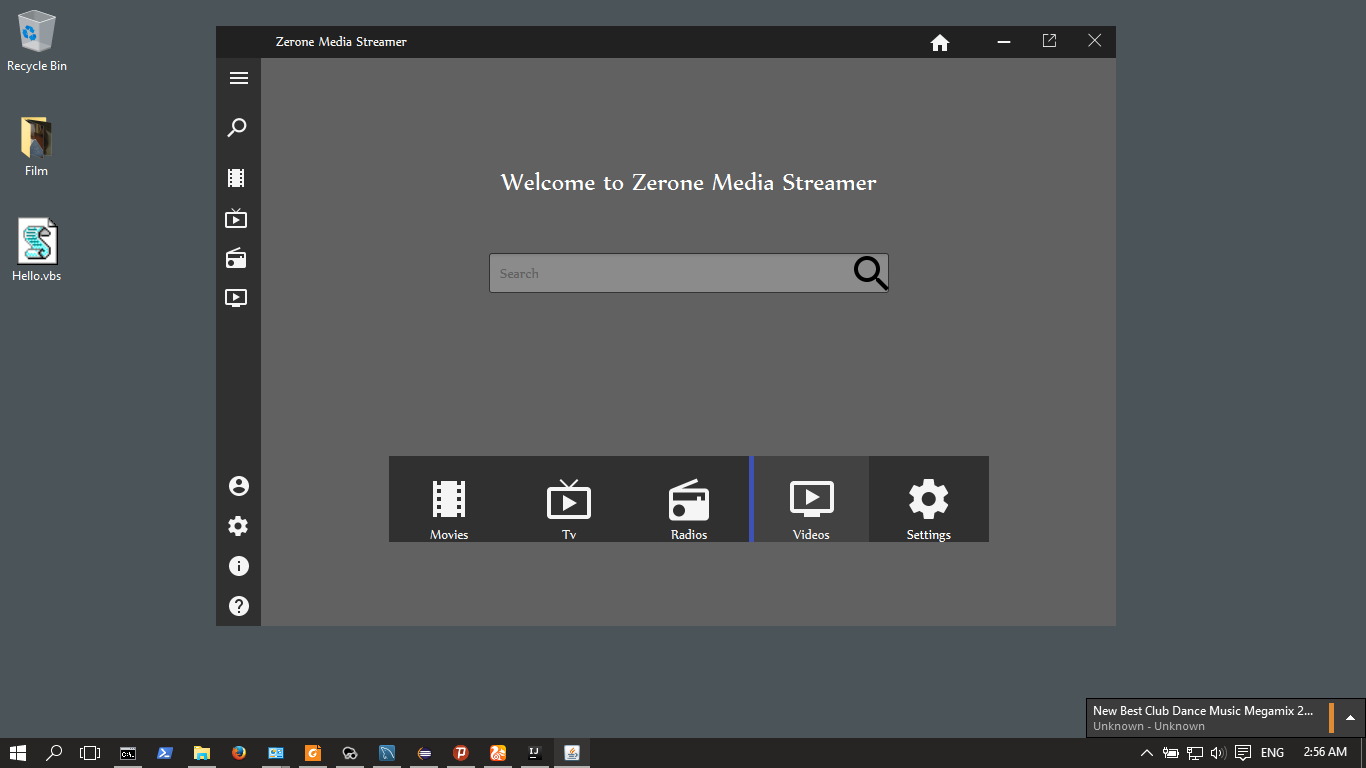 Zerone Media Streamer
Recycle Bin
Film
Hello.vbs
Welcome to Zerone Media Streamer
Search
Movies
Tv
Radios
Videos
Settings
New Best Club Dance Music Megamix 2...
Unknown - Unknown
C:\.
IJ
ENG
2:56 AM